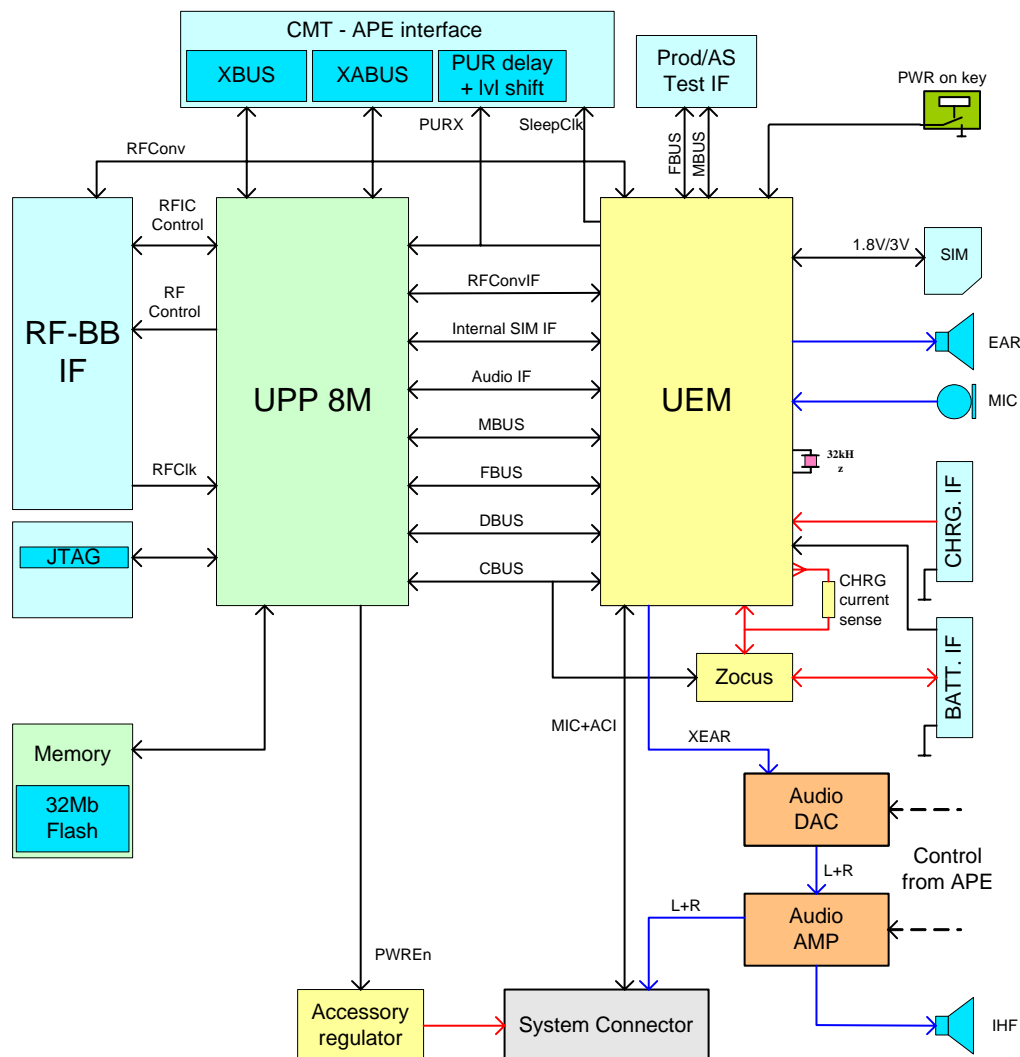 CMT - APE interface
XBUS
XABUS
PUR delay
+ lvl shift
Prod/AS
Test IF
PWR on key
PURX
SleepClk
FBUS
MBUS
RFConv
RFIC
Control
RF
Control
RF-BB
IF
RFClk
JTAG
UPP 8M
RFConvIF
Internal SIM IF
Audio IF
MBUS
FBUS
DBUS
CBUS
UEM
1.8V/3V
SIM
EAR
MIC
32kH
z
CHRG. IF
CHRG
current
sense
BATT. IF
Zocus
Memory
32Mb
Flash
MIC+ACI
XEAR
Audio
DAC
Control
from APE
L+R
L+R
Audio
AMP
PWREn
Accessory
regulator
System Connector
IHF